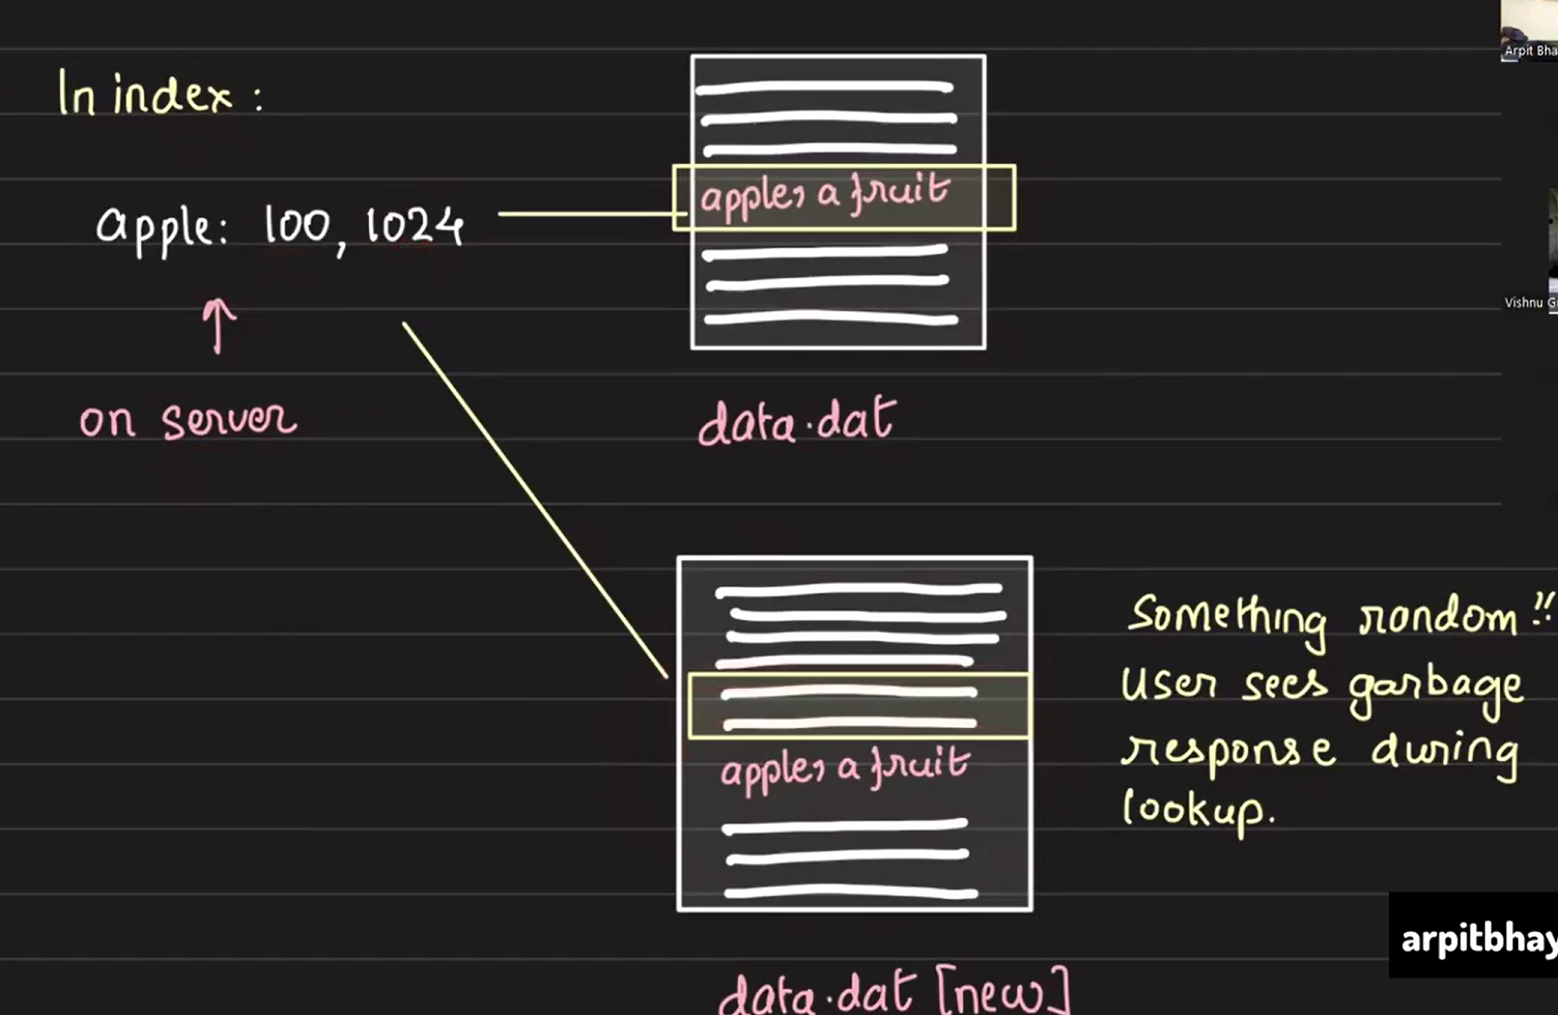 In index :
apple: 100, 1024
on server
apple, a fruit
data.dat
apple, a fruit
data.dat [new]
Something random!!
User sees garbage
response during
lookup.
Arpit Bha
Vishnu G
arpitbhay